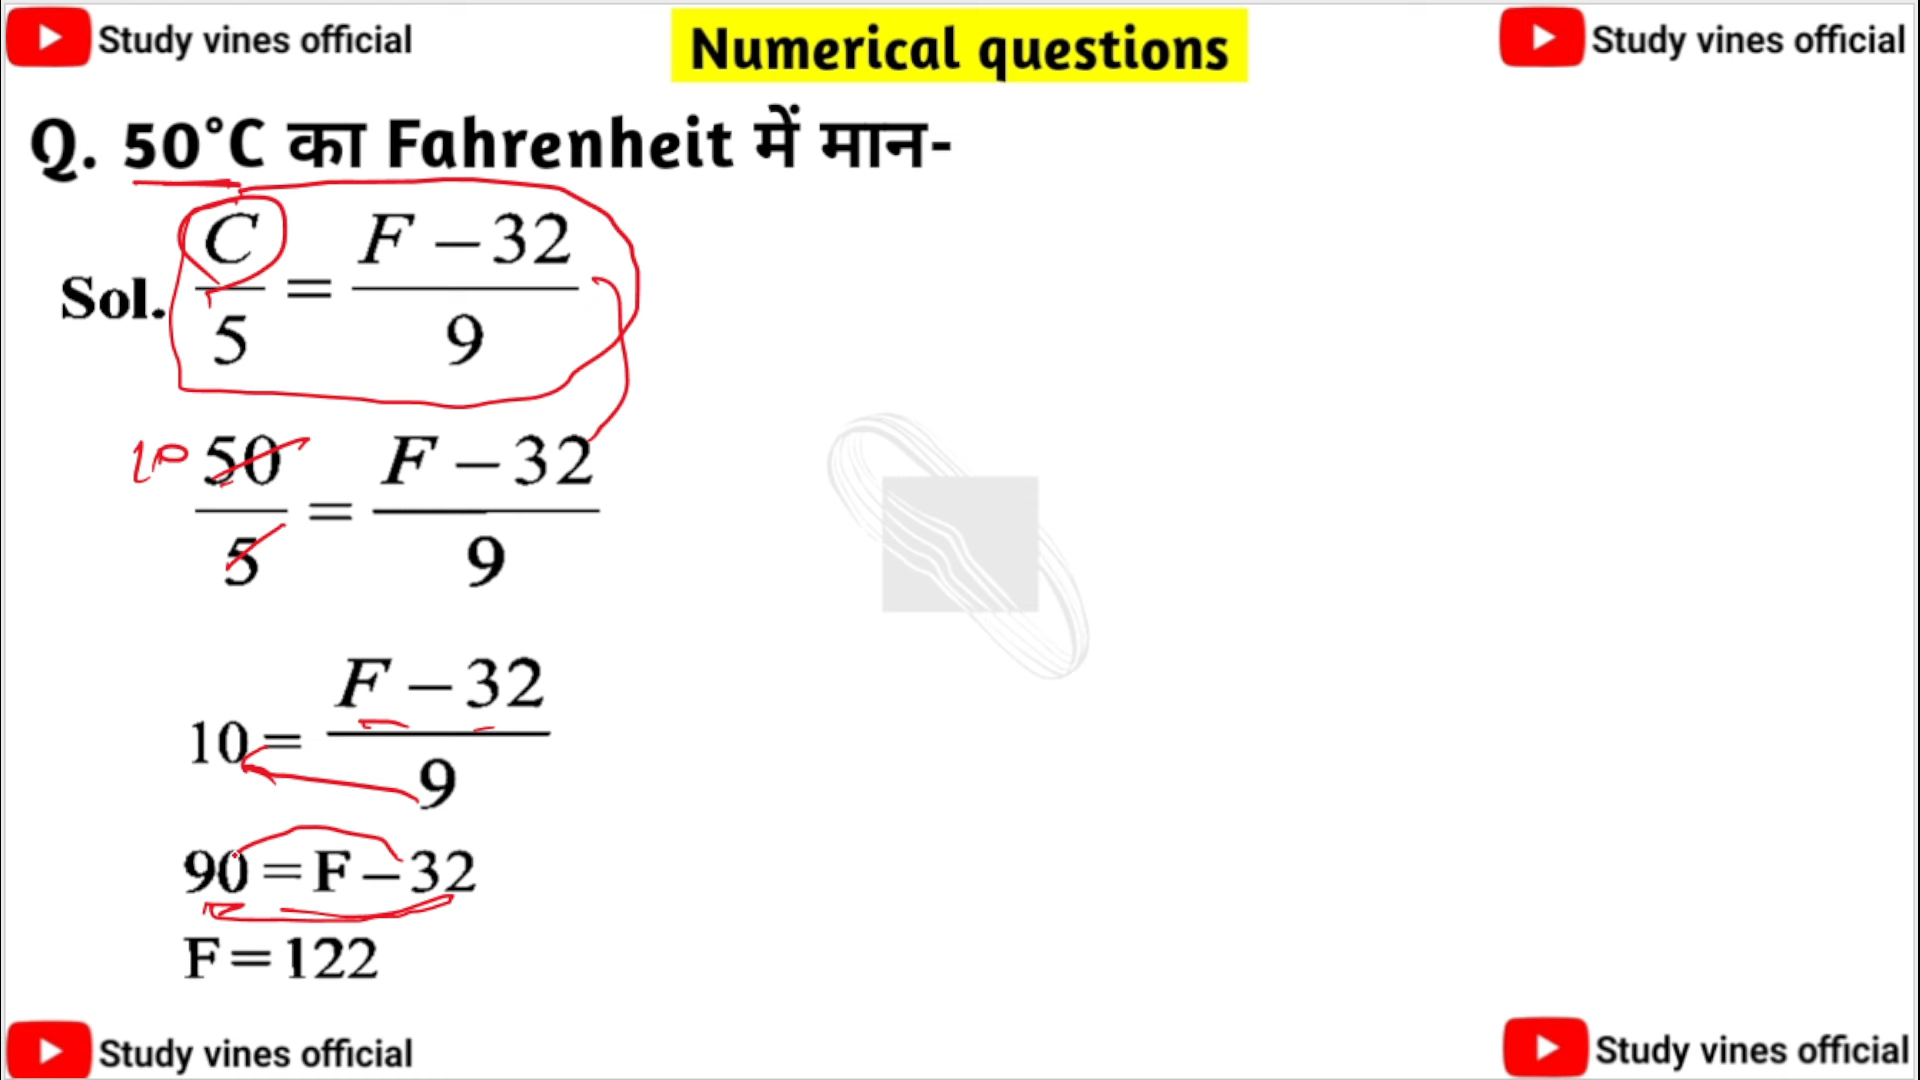 Study vines official
Numerical questions
Study vines official
Q. 50°C का Fahrenheit में मान-
Sol. C/5 = F – 32/9
10 50/5 = F – 32/9
10 = F – 32/9
90 = F – 32
F = 122
Study vines official
Study vines official